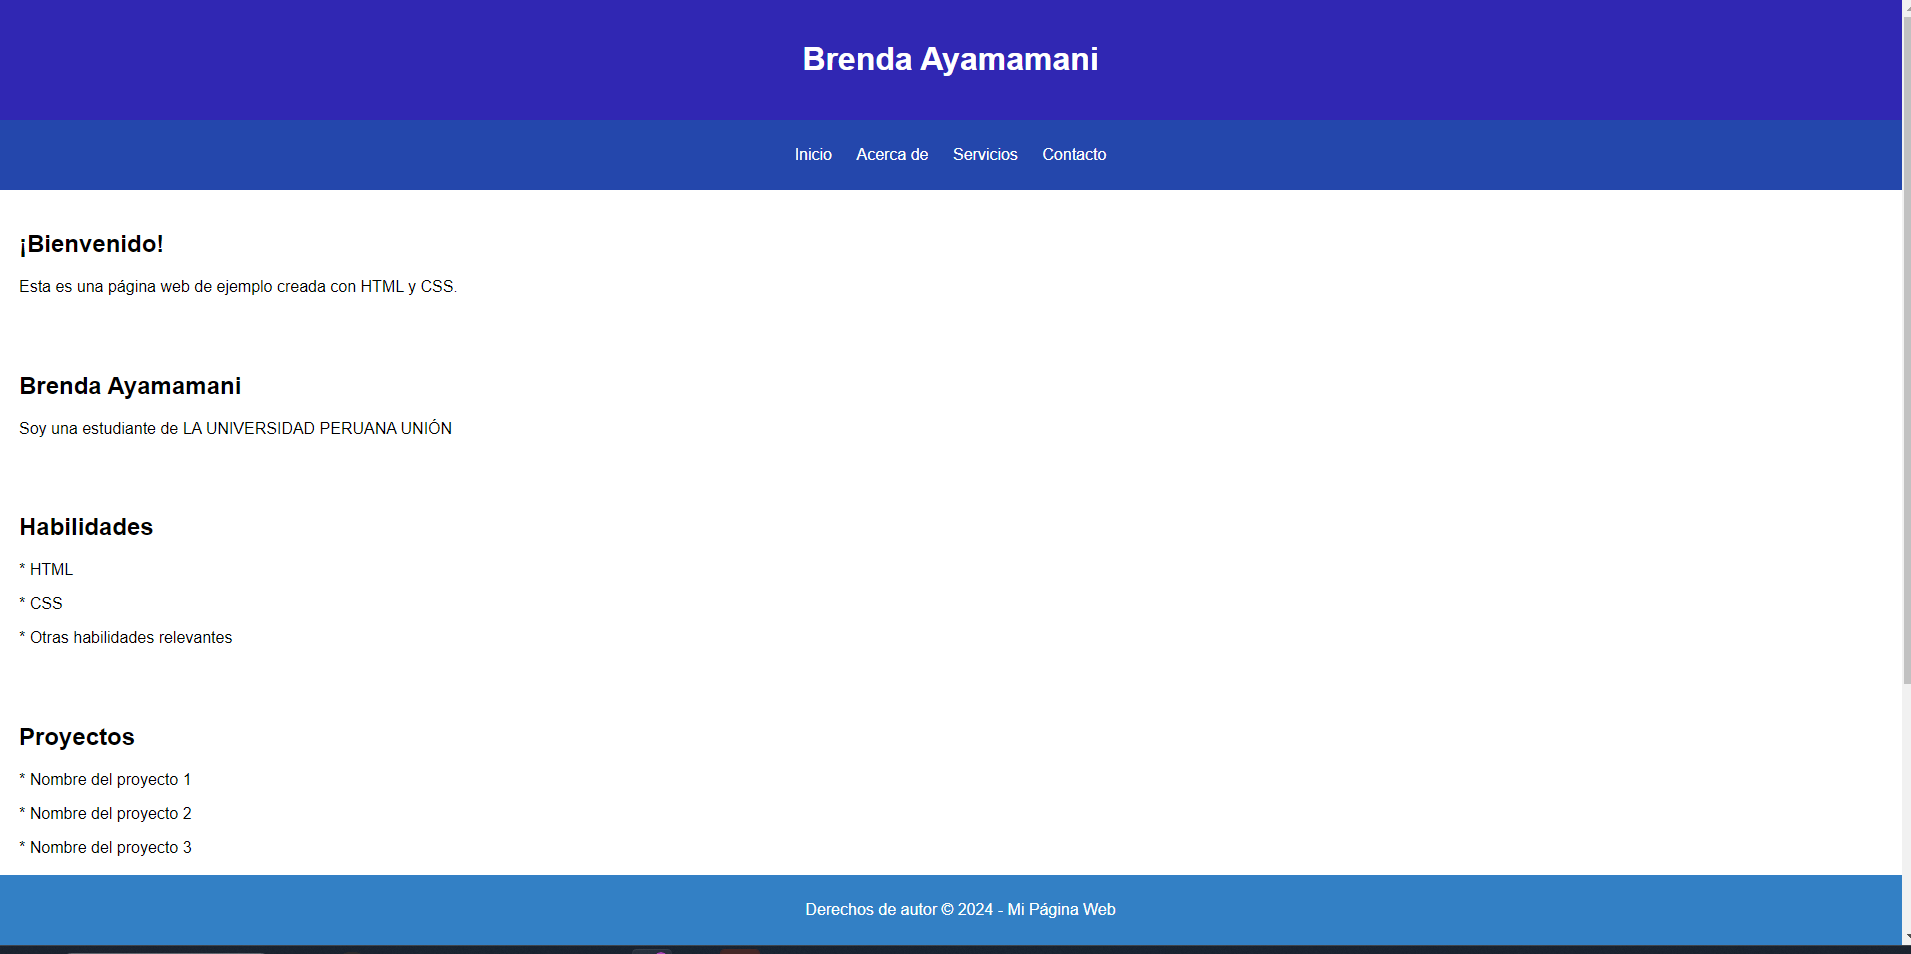 Brenda Ayamamani
Inicio Acerca de Servicios Contacto
¡Bienvenido!
Esta es una página web de ejemplo creada con HTML y CSS.
Brenda Ayamamani
Soy una estudiante de LA UNIVERSIDAD PERUANA UNIÓN
Habilidades
* HTML
* CSS
* Otras habilidades relevantes
Proyectos
* Nombre del proyecto 1
* Nombre del proyecto 2
* Nombre del proyecto 3
Derechos de autor © 2024 - Mi Página Web